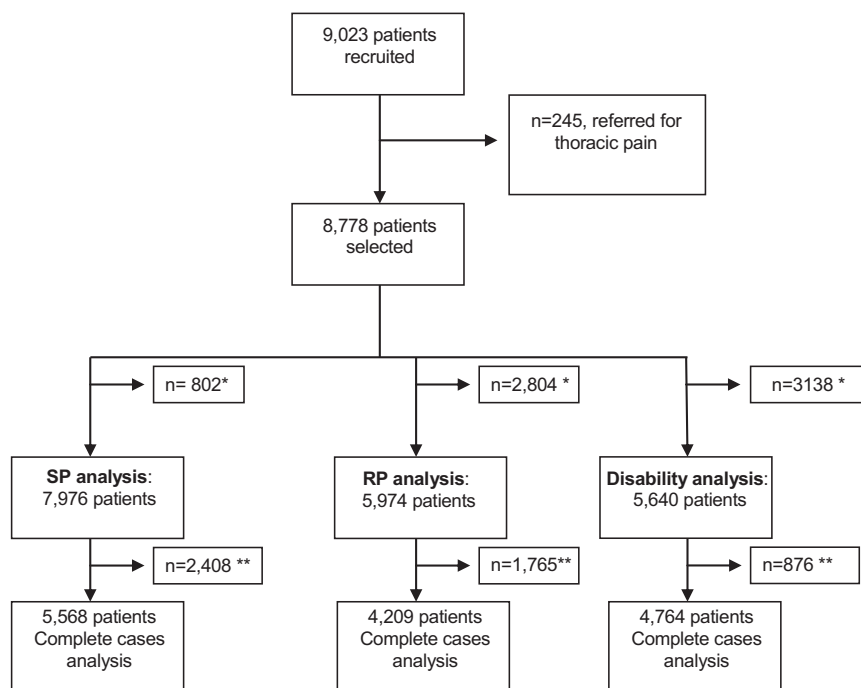 9,023 patients
recruited
n=245, referred for
thoracic pain
8,778 patients
selected
n= 802*
n=2,804 *
n=3138 *
SP analysis:
7,976 patients
RP analysis:
5,974 patients
Disability analysis:
5,640 patients
n=2,408 **
n=1,765**
n=876 **
5,568 patients
Complete cases
analysis
4,209 patients
Complete cases
analysis
4,764 patients
Complete cases
analysis